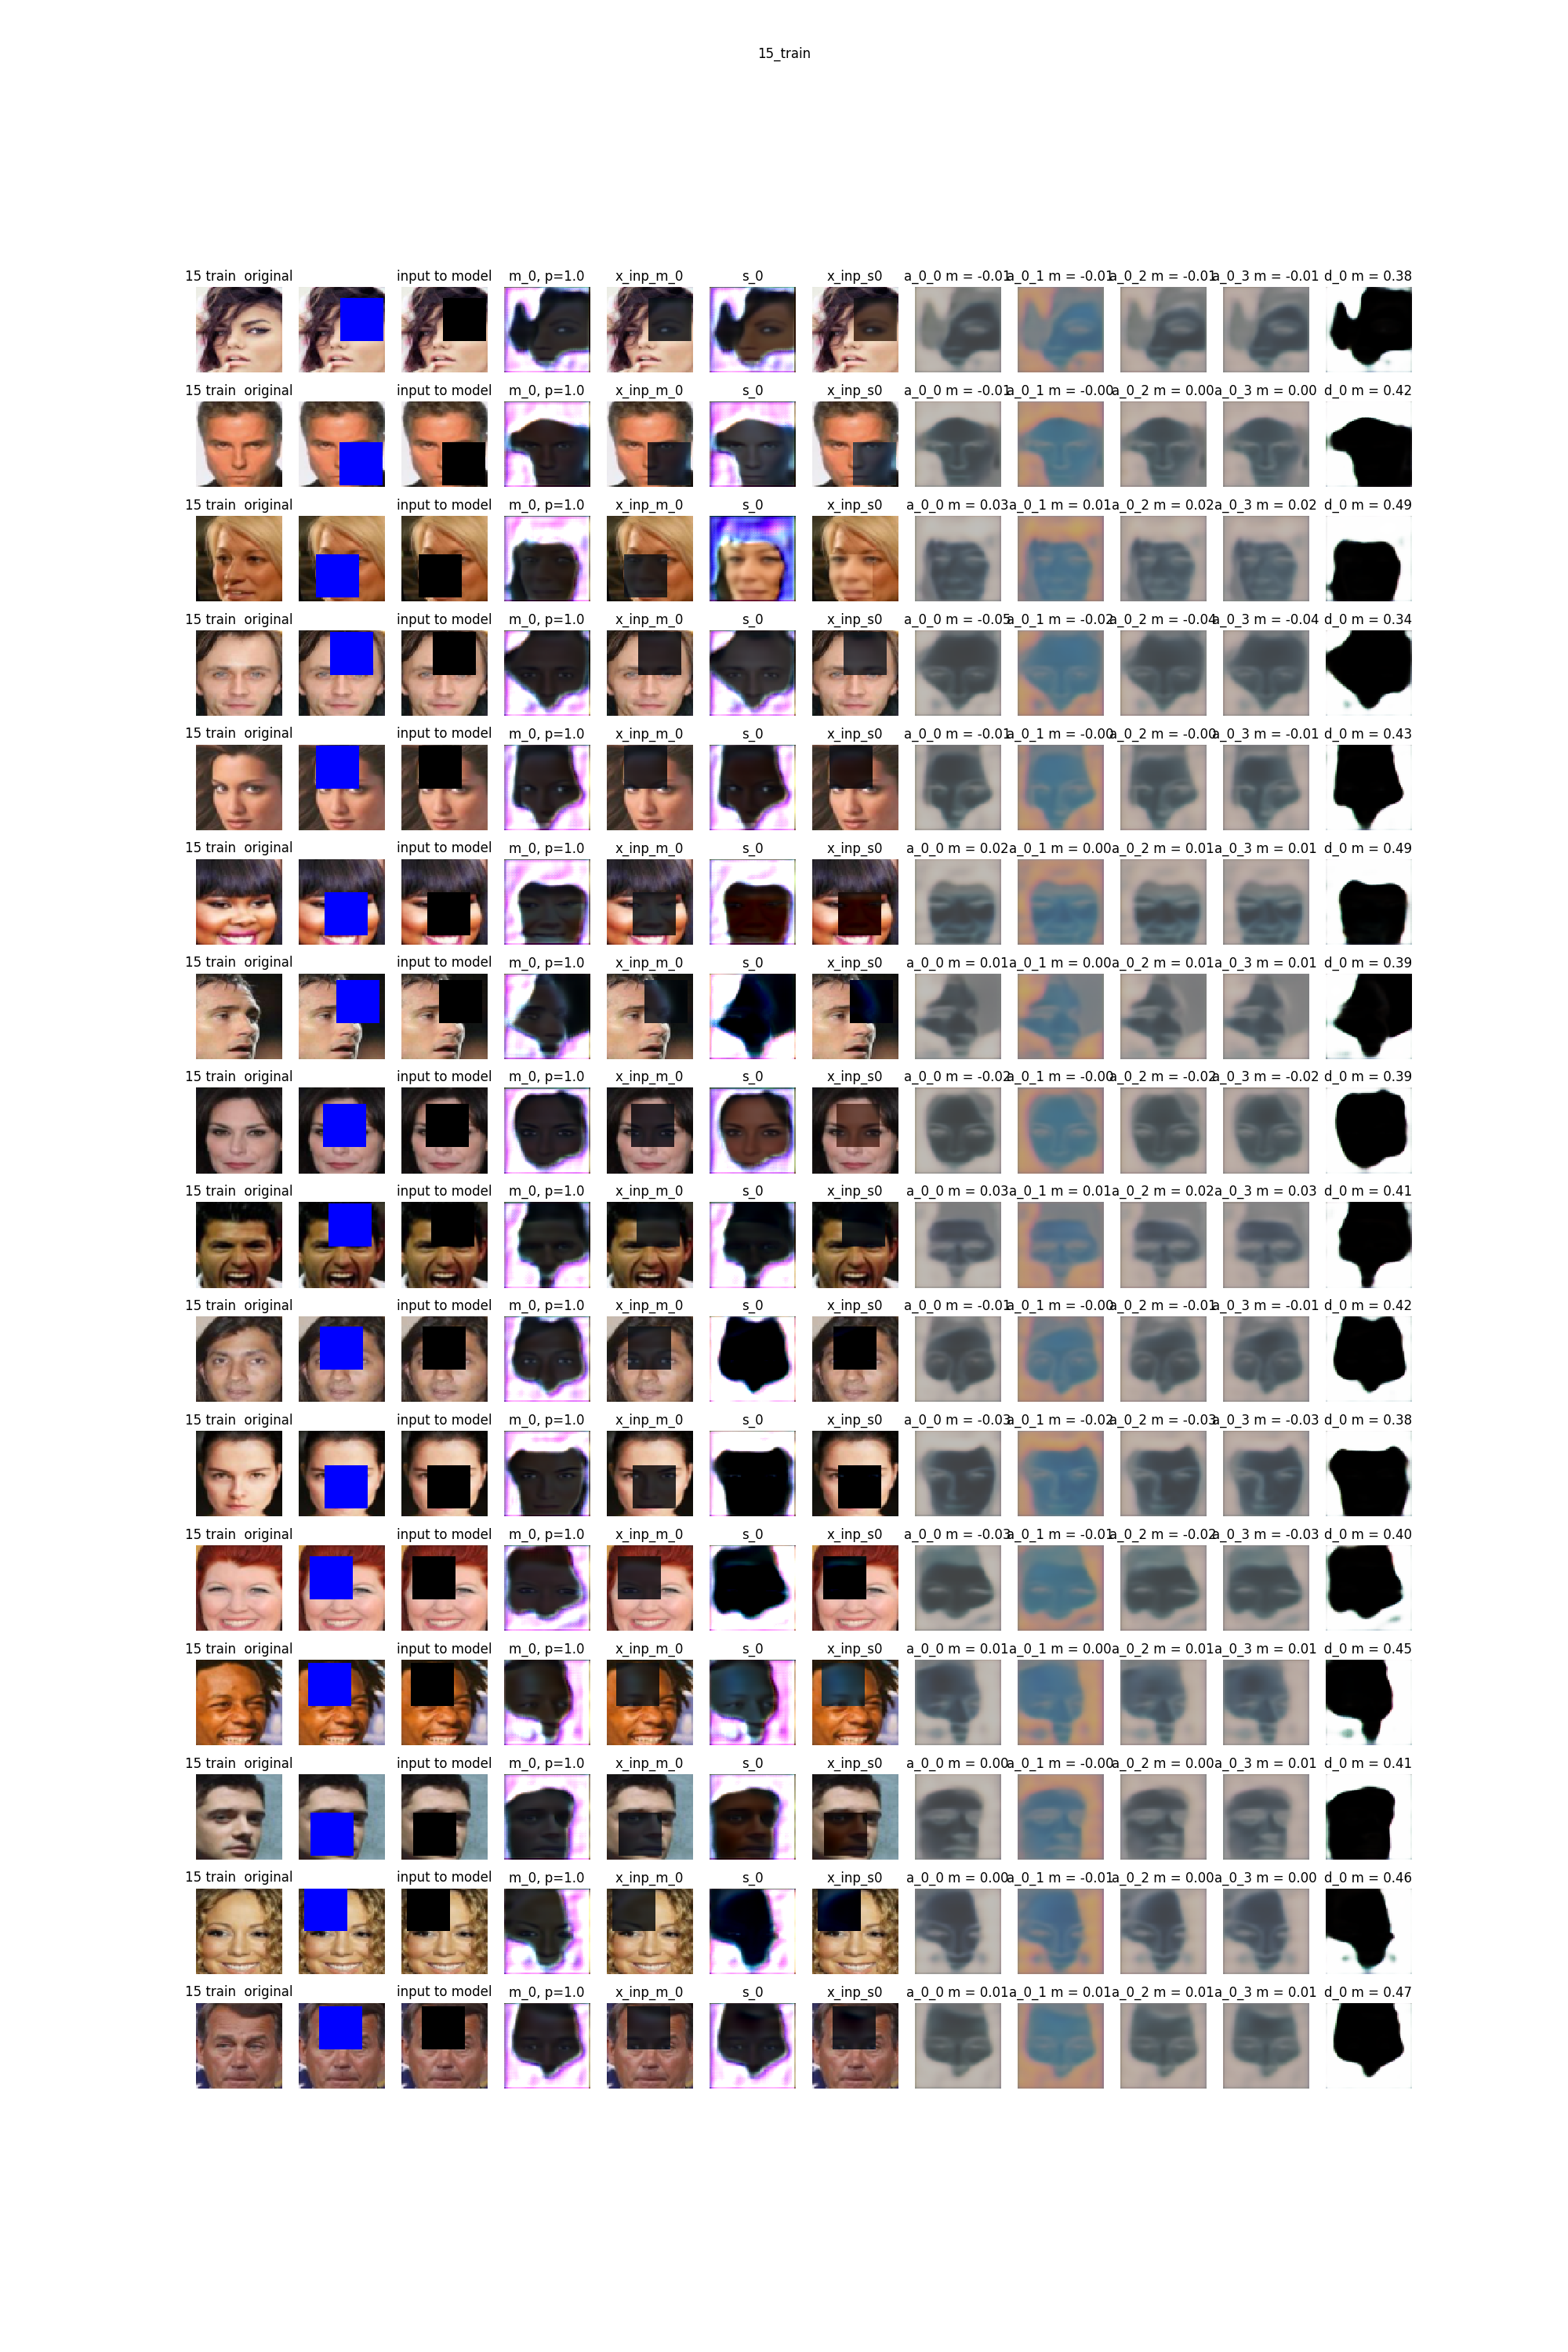 15_train
15 train  original input to model m_0, p=1.0 x_inp_m_0 s_0 x_inp_s0 a_0_0 m = -0.01 a_0_1 m = -0.01 a_0_2 m = -0.01 a_0_3 m = -0.01 d_0 m = 0.38
15 train  original input to model m_0, p=1.0 x_inp_m_0 s_0 x_inp_s0 a_0_0 m = -0.01 a_0_1 m = -0.00 a_0_2 m = 0.00 a_0_3 m = 0.00 d_0 m = 0.42
15 train  original input to model m_0, p=1.0 x_inp_m_0 s_0 x_inp_s0 a_0_0 m = 0.03 a_0_1 m = 0.01 a_0_2 m = 0.02 a_0_3 m = 0.02 d_0 m = 0.49
15 train  original input to model m_0, p=1.0 x_inp_m_0 s_0 x_inp_s0 a_0_0 m = -0.05 a_0_1 m = -0.02 a_0_2 m = -0.04 a_0_3 m = -0.04 d_0 m = 0.34
15 train  original input to model m_0, p=1.0 x_inp_m_0 s_0 x_inp_s0 a_0_0 m = -0.01 a_0_1 m = -0.00 a_0_2 m = -0.00 a_0_3 m = -0.01 d_0 m = 0.43
15 train  original input to model m_0, p=1.0 x_inp_m_0 s_0 x_inp_s0 a_0_0 m = 0.02 a_0_1 m = 0.00 a_0_2 m = 0.01 a_0_3 m = 0.01 d_0 m = 0.49
15 train  original input to model m_0, p=1.0 x_inp_m_0 s_0 x_inp_s0 a_0_0 m = 0.01 a_0_1 m = 0.00 a_0_2 m = 0.01 a_0_3 m = 0.01 d_0 m = 0.39
15 train  original input to model m_0, p=1.0 x_inp_m_0 s_0 x_inp_s0 a_0_0 m = -0.02 a_0_1 m = -0.00 a_0_2 m = -0.02 a_0_3 m = -0.02 d_0 m = 0.39
15 train  original input to model m_0, p=1.0 x_inp_m_0 s_0 x_inp_s0 a_0_0 m = 0.03 a_0_1 m = 0.01 a_0_2 m = 0.02 a_0_3 m = 0.03 d_0 m = 0.41
15 train  original input to model m_0, p=1.0 x_inp_m_0 s_0 x_inp_s0 a_0_0 m = -0.01 a_0_1 m = -0.00 a_0_2 m = -0.01 a_0_3 m = -0.01 d_0 m = 0.42
15 train  original input to model m_0, p=1.0 x_inp_m_0 s_0 x_inp_s0 a_0_0 m = -0.03 a_0_1 m = -0.02 a_0_2 m = -0.03 a_0_3 m = -0.03 d_0 m = 0.38
15 train  original input to model m_0, p=1.0 x_inp_m_0 s_0 x_inp_s0 a_0_0 m = -0.03 a_0_1 m = -0.01 a_0_2 m = -0.02 a_0_3 m = -0.03 d_0 m = 0.40
15 train  original input to model m_0, p=1.0 x_inp_m_0 s_0 x_inp_s0 a_0_0 m = 0.01 a_0_1 m = 0.00 a_0_2 m = 0.01 a_0_3 m = 0.01 d_0 m = 0.45
15 train  original input to model m_0, p=1.0 x_inp_m_0 s_0 x_inp_s0 a_0_0 m = 0.00 a_0_1 m = -0.00 a_0_2 m = 0.00 a_0_3 m = 0.01 d_0 m = 0.41
15 train  original input to model m_0, p=1.0 x_inp_m_0 s_0 x_inp_s0 a_0_0 m = 0.00 a_0_1 m = -0.01 a_0_2 m = 0.00 a_0_3 m = 0.00 d_0 m = 0.46
15 train  original input to model m_0, p=1.0 x_inp_m_0 s_0 x_inp_s0 a_0_0 m = 0.01 a_0_1 m = 0.01 a_0_2 m = 0.01 a_0_3 m = 0.01 d_0 m = 0.47